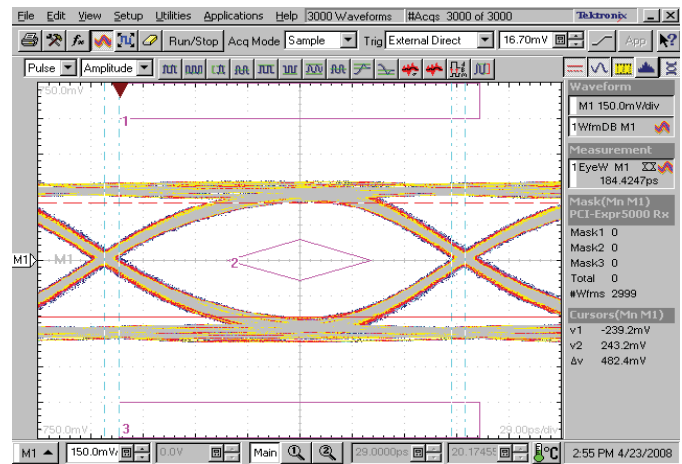 File Edit View Setup Utilities Applications Help 3000 Waveforms #Acqs 3000 of 3000 Tektronix
Run/Stop Acq Mode Sample Trig External Direct 16.70mV App
Pulse Amplitude
750.0mV
1
2
3
M1
M1
-750.0mV
29.00ps/div
Waveform
M1 150.0mV/div
1WfmDB M1
Measurement
1EyeW M1
184.4247ps
Mask(Mn M1)
PCI-Expr5000 Rx
Mask1 0
Mask2 0
Mask3 0
Total 0
#Wfms 2999
Cursors(Mn M1)
v1 -239.2mV
v2 243.2mV
Δv 482.4mV
M1 150.0mV 0.0V Main 1 2 29.0000ps 20.1745 °C 2:55 PM 4/23/2008